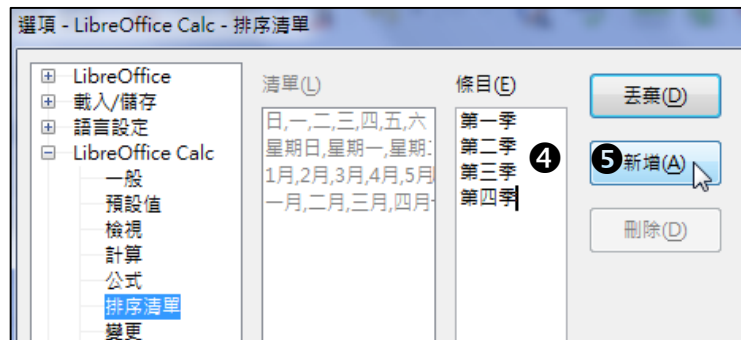 選項 - LibreOffice Calc - 排序清單
LibreOffice
載入/儲存
語言設定
LibreOffice Calc
一般
預設值
檢視
計算
公式
排序清單
變更
清單(L)
日,一,二,三,四,五,六
星期日,星期一,星期
1月,2月,3月,4月,5月
一月,二月,三月,四月
條目(E)
第一季
第二季
第三季
第四季
❹
丟棄(D)
❺ 新增(A)
刪除(D)